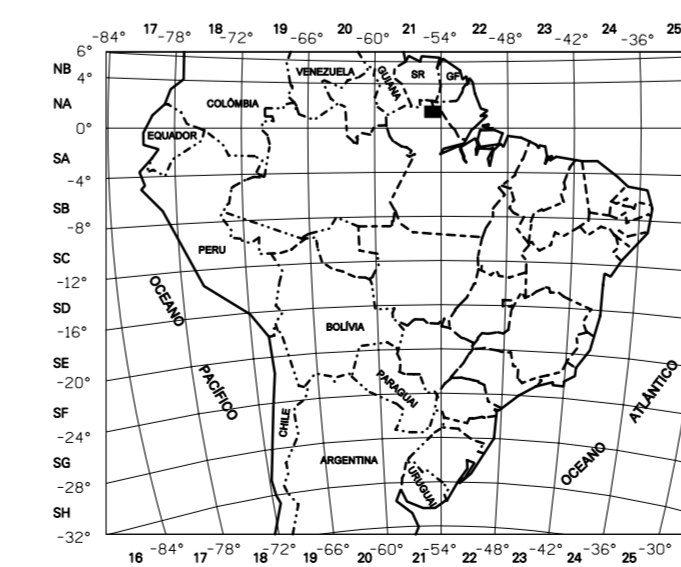 17 18 19 20 21 22 23 24 25
-84° -78° -72° -66° -60° -54° -48° -42° -36°
6°
NB
VENEZUELA
GUIANA
SR
GF
4°
NA
COLÔMBIA
0°
EQUADOR
SA
-4°
SB
-8°
PERU
SC
-12°
OCEANO
SD
BOLÍVIA
-16°
SE
PACÍFICO
PARAGUAI
ATLÂNTICO
-20°
SF
CHILE
-24°
SG
ARGENTINA
OCEANO
-28°
URUGUAI
SH
-32°
-84° -78° -72° -66° -60° -54° -48° -42° -36° -30°
16 17 18 19 20 21 22 23 24 25